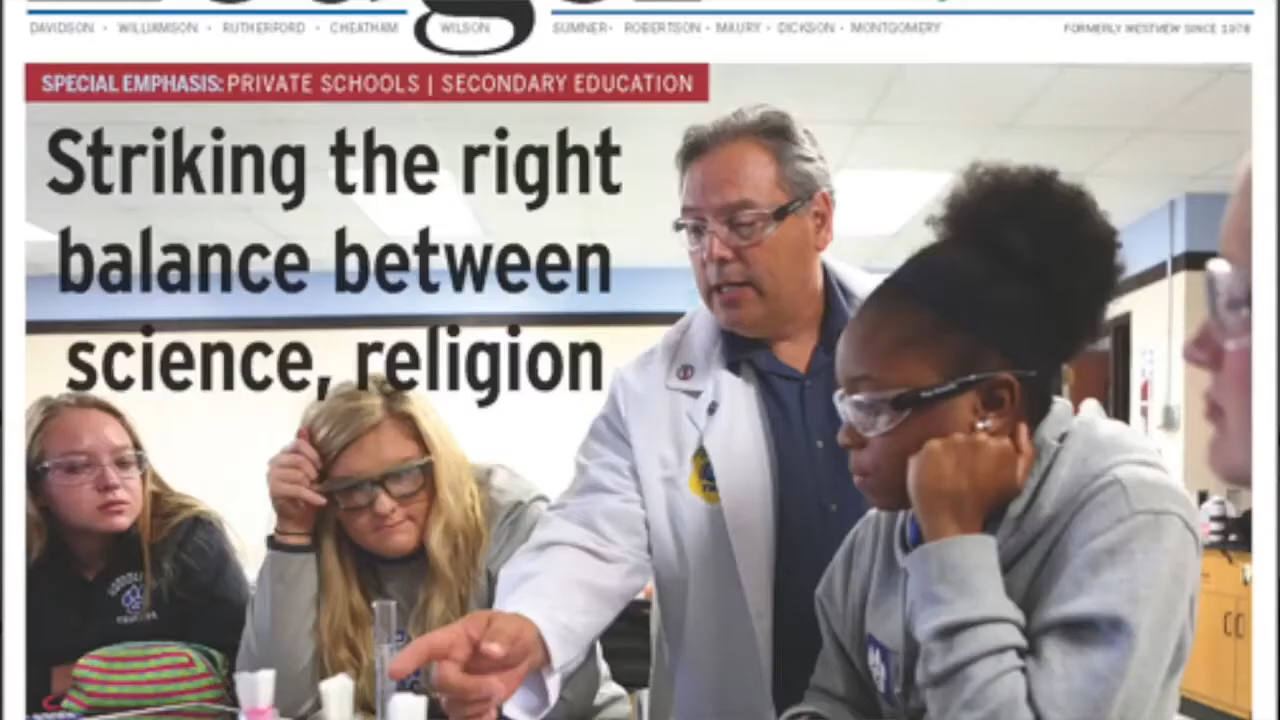 DAVIDSON • WILLIAMSON • RUTHERFORD • CHEATHAM WILSON SUMNER • ROBERTSON • MAURY • DICKSON • MONTGOMERY
FORMERLY WESTVIEW SINCE 1978
SPECIAL EMPHASIS: PRIVATE SCHOOLS | SECONDARY EDUCATION
Striking the right
balance between
science, religion